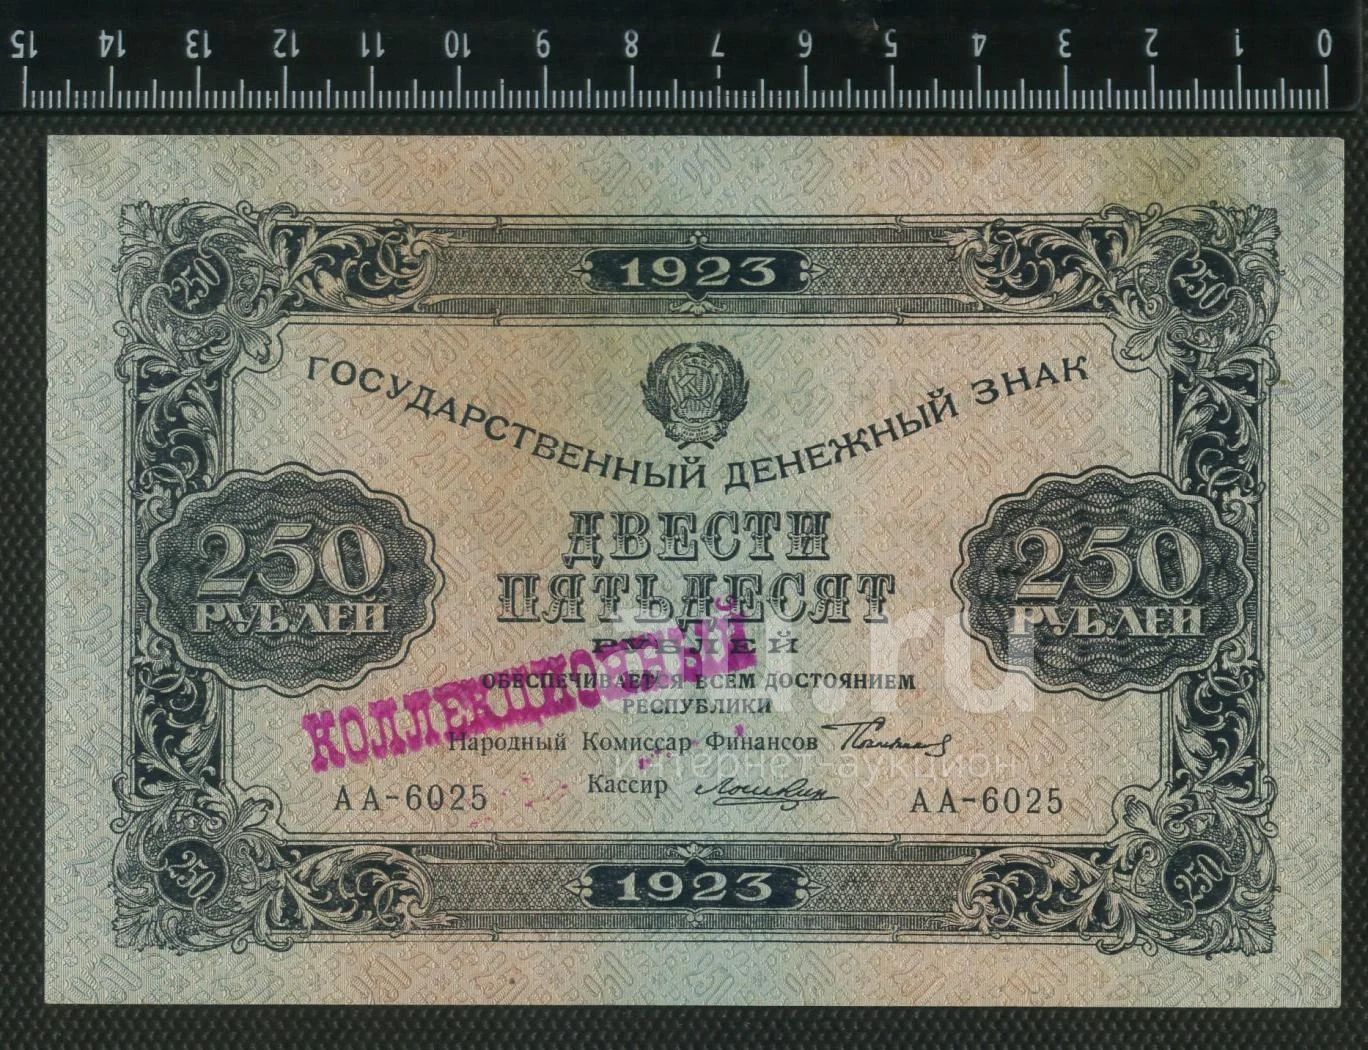 15 14 13 12 11 10 9 8 7 6 5 4 3 2 1 0
1923
250 250
ГОСУДАРСТВЕННЫЙ ДЕНЕЖНЫЙ ЗНАК
ДВЕСТИ
ПЯТЬДЕСЯТ
РУБЛЕЙ
250 РУБЛЕЙ
250 РУБЛЕЙ
ОБЕСПЕЧИВАЕТСЯ ВСЕМ ДОСТОЯНИЕМ
РЕСПУБЛИКИ
КОЛЛЕКЦИОННЫЙ
Народный Комиссар Финансов
Кассир
АА-6025 АА-6025
250 250
1923
.ru
интернет-аукцион